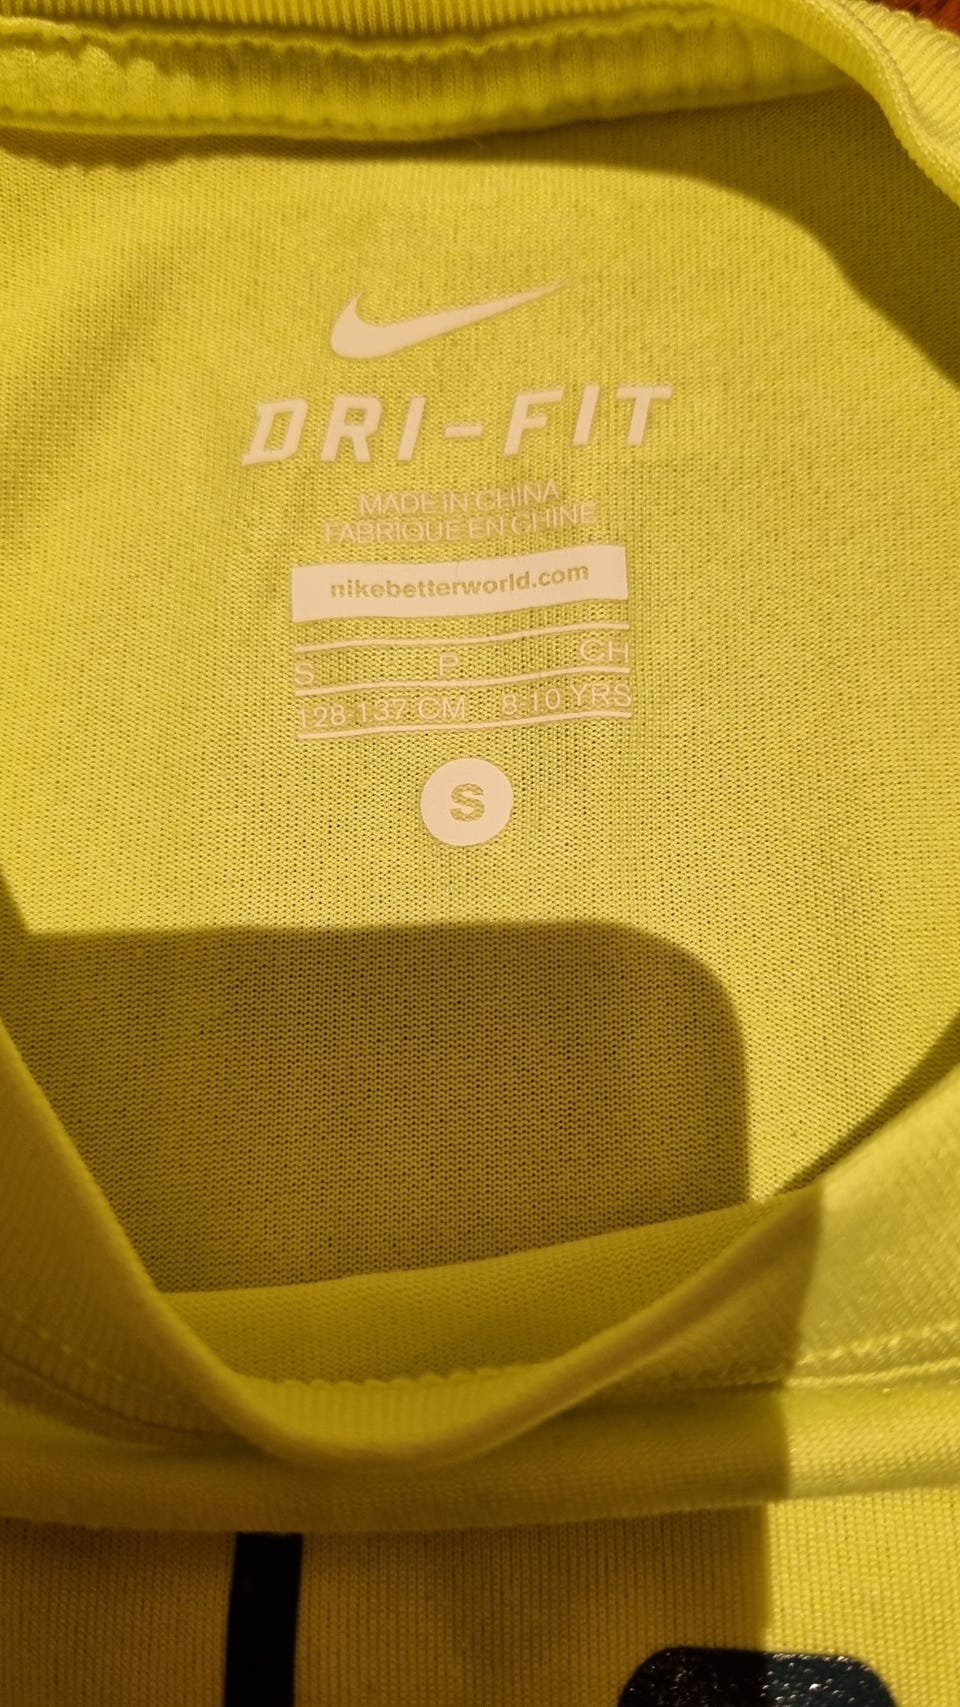 DRI-FIT
MADE IN CHINA
FABRIQUE EN CHINE
nikebetterworld.com
S P CH
128-137 CM 8-10 YRS
S